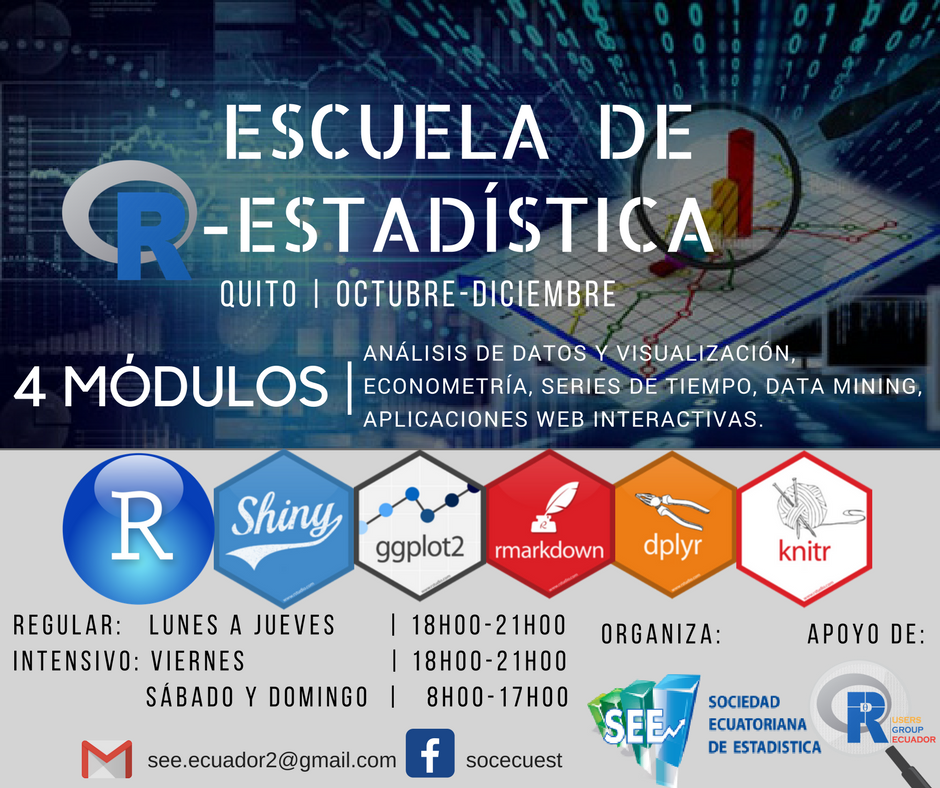 ESCUELA DE
R-ESTADÍSTICA
QUITO | OCTUBRE-DICIEMBRE
4 MÓDULOS |
ANÁLISIS DE DATOS Y VISUALIZACIÓN,
ECONOMETRÍA, SERIES DE TIEMPO, DATA MINING,
APLICACIONES WEB INTERACTIVAS.
R
Shiny
ggplot2
rmarkdown
dplyr
knitr
REGULAR: LUNES A JUEVES | 18H00-21H00
INTENSIVO: VIERNES | 18H00-21H00
SÁBADO Y DOMINGO | 8H00-17H00
see.ecuador2@gmail.com
f socecuest
ORGANIZA:
SEE
SOCIEDAD
ECUATORIANA
DE ESTADISTICA
APOYO DE:
R
USERS
GROUP
ECUADOR